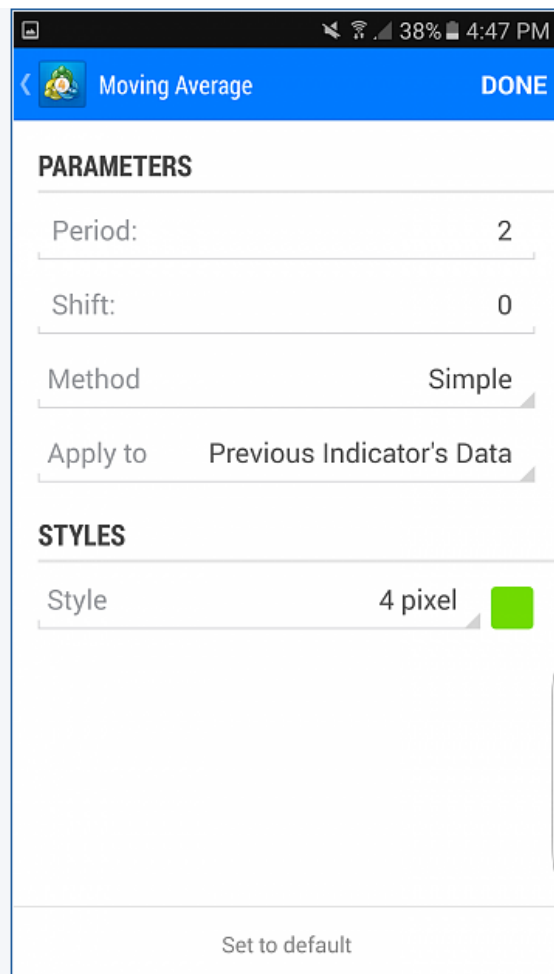 38% 4:47 PM
Moving Average DONE
PARAMETERS
Period: 2
Shift: 0
Method Simple
Apply to Previous Indicator's Data
STYLES
Style 4 pixel
Set to default